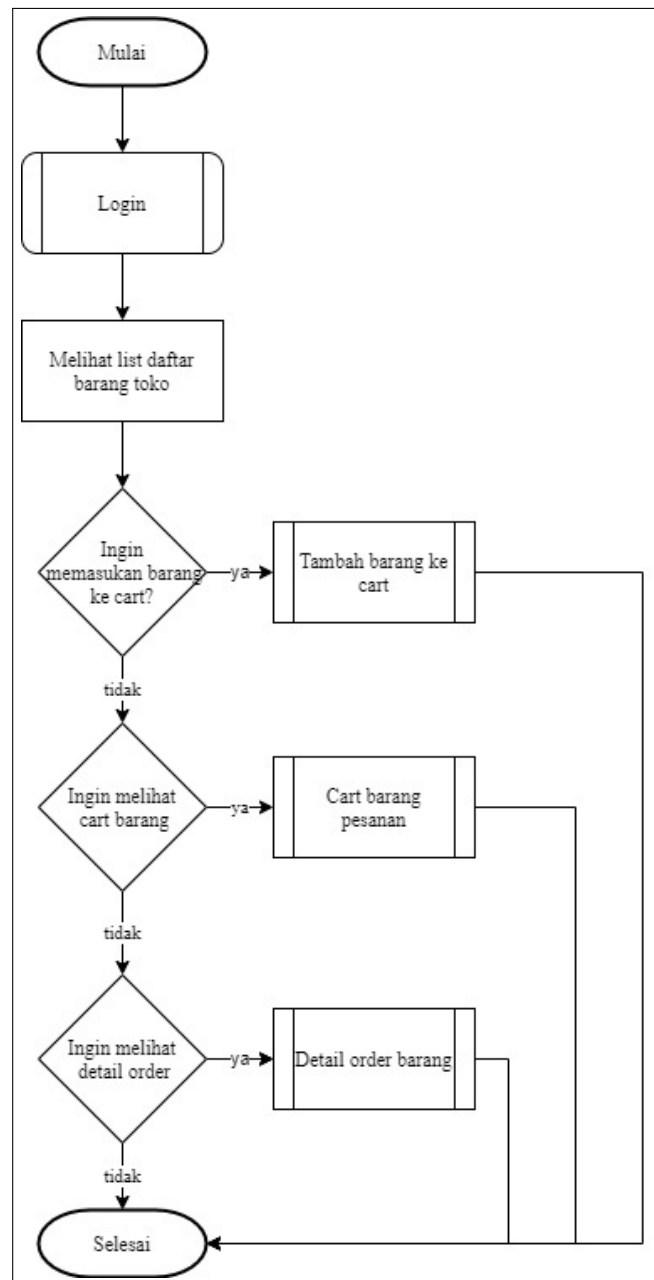 Mulai
Login
Melihat list daftar
barang toko
Ingin
memasukan barang
ke cart?
ya
Tambah barang ke
cart
tidak
Ingin melihat
cart barang
ya
Cart barang
pesanan
tidak
Ingin melihat
detail order
ya
Detail order barang
tidak
Selesai